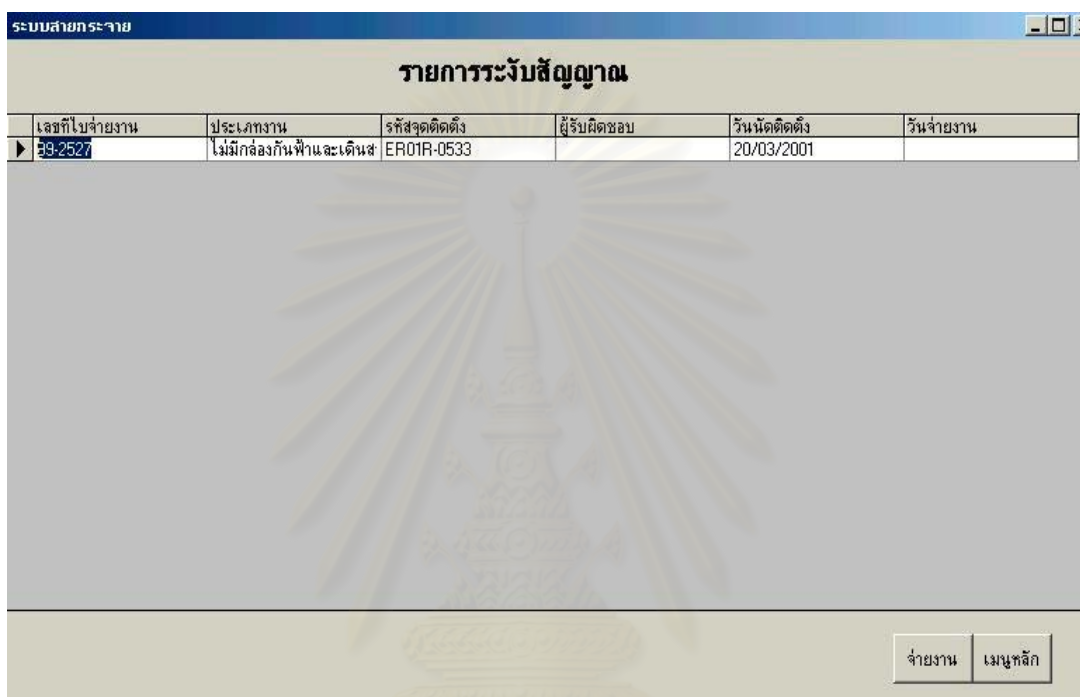 ระบบสายกระจาย
รายการระงับสัญญาณ
เลขที่ใบจ่ายงาน ประเภทงาน รหัสจุดติดตั้ง ผู้รับผิดชอบ วันนัดติดตั้ง วันจ่ายงาน
99-2527 ไม่มีกล่องกันฟ้าและเดินส ER01R-0533 20/03/2001
จ่ายงาน เมนูหลัก